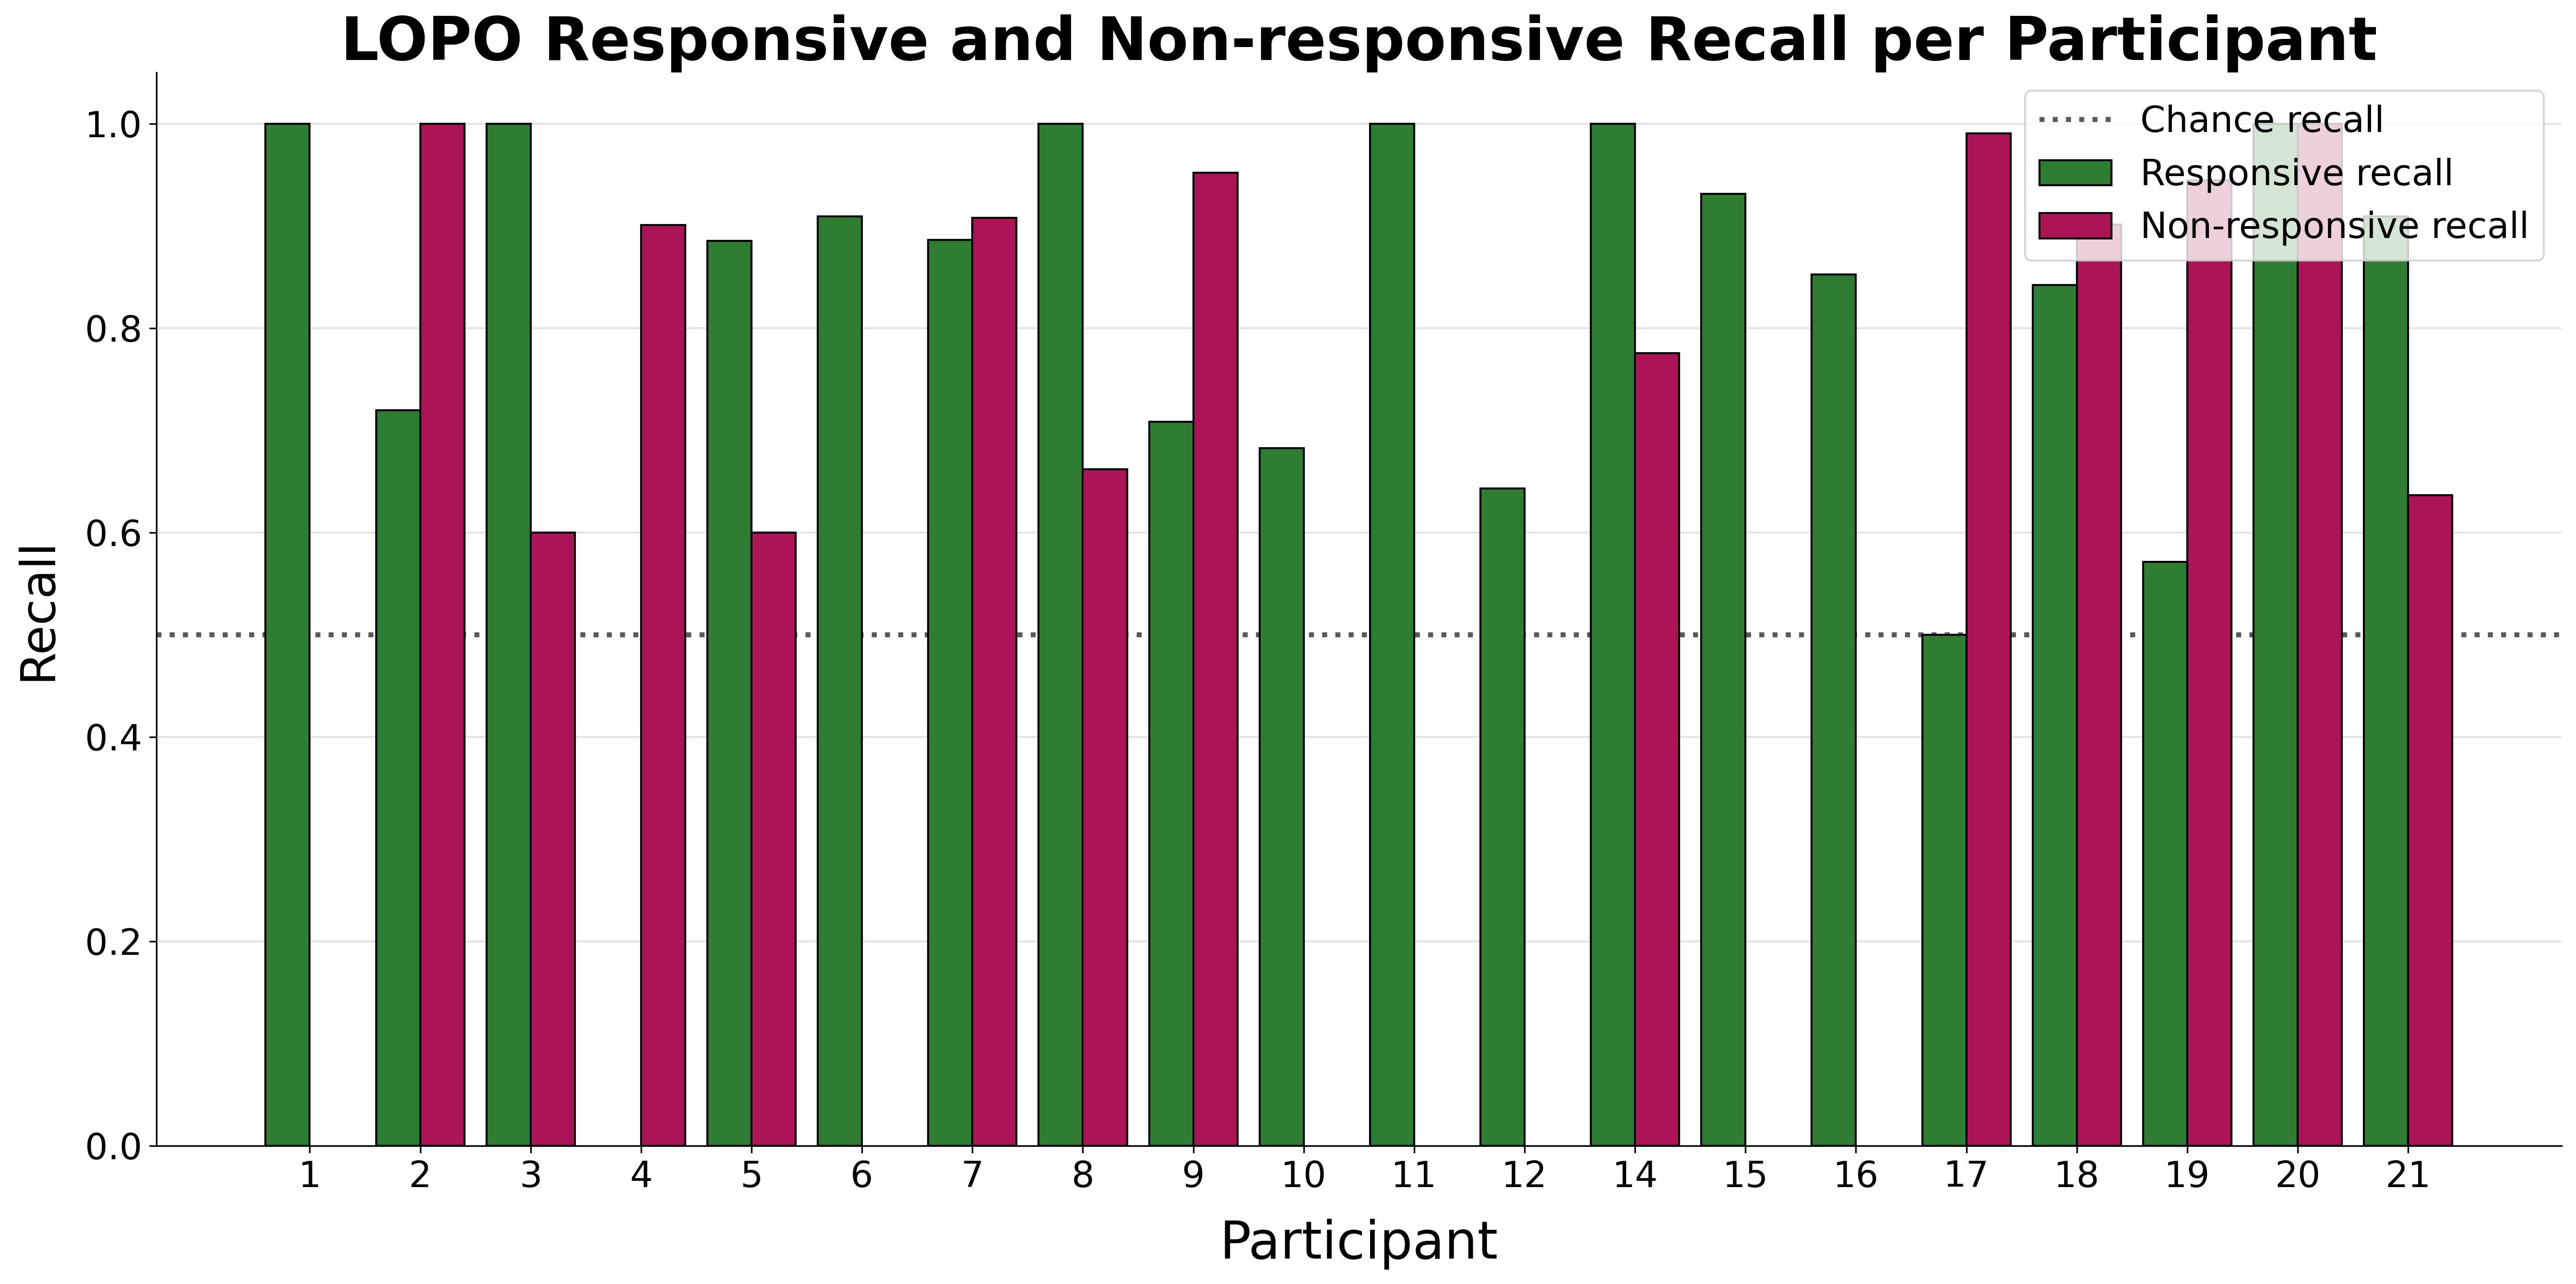 LOPO Responsive and Non-responsive Recall per Participant
Chance recall
Responsive recall
Non-responsive recall
1.0
0.8
0.6
0.4
0.2
0.0
Recall
1 2 3 4 5 6 7 8 9 10 11 12 14 15 16 17 18 19 20 21
Participant